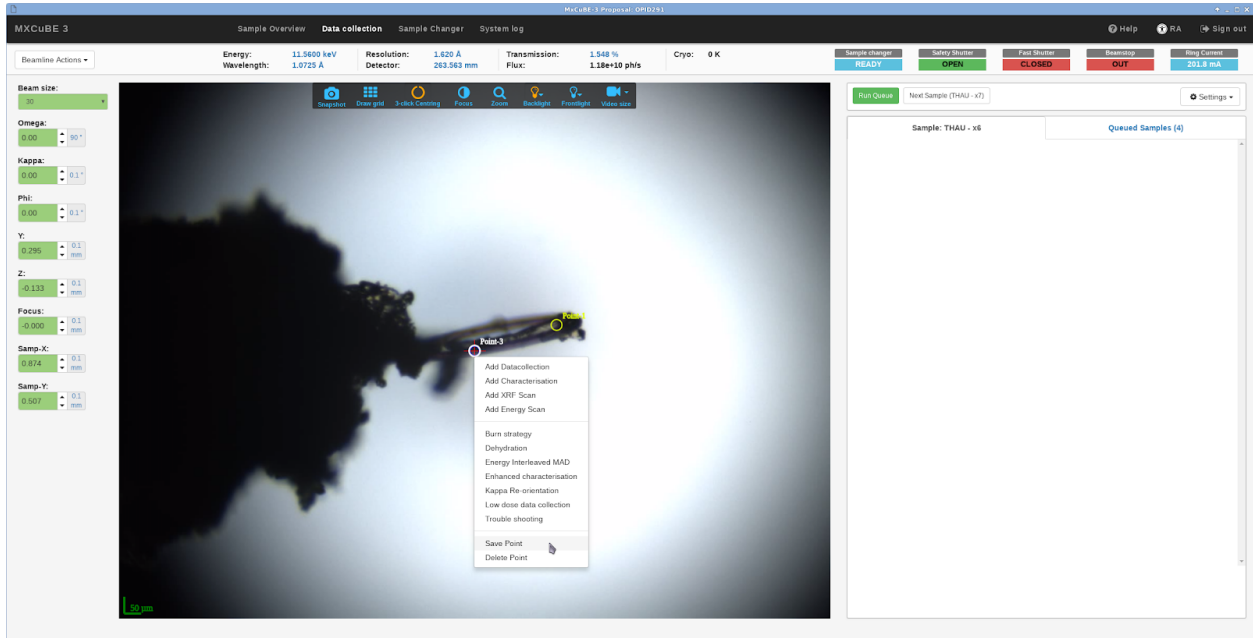 MxCuBE-3 Proposal: OPID291
MXCuBE 3 Sample Overview Data collection Sample Changer System log Help RA Sign out
Beamline Actions
Energy: 11.5600 keV Resolution: 1.620 Å Transmission: 1.548 % Cryo: 0 K
Wavelength: 1.0725 Å Detector: 263.563 mm Flux: 1.18e+10 ph/s
Sample changer Safety Shutter Fast Shutter Beamstop Ring Current
READY OPEN CLOSED OUT 201.8 mA
Beam size:
30
Omega:
0.00 90 °
Kappa:
0.00 0.1 °
Phi:
0.00 0.1 °
Y:
0.295 0.1 mm
Z:
-0.133 0.1 mm
Focus:
-0.000 0.1 mm
Samp-X:
0.874 0.1 mm
Samp-Y:
0.507 0.1 mm
Snapshot Draw grid 3-click Centring Focus Zoom Backlight Frontlight Video size
Point-3
Add Datacollection
Add Characterisation
Add XRF Scan
Add Energy Scan
Burn strategy
Dehydration
Energy Interleaved MAD
Enhanced characterisation
Kappa Re-orientation
Low dose data collection
Trouble shooting
Save Point
Delete Point
50 µm
Run Queue Next Sample (THAU - x7) Settings
Sample: THAU - x6 Queued Samples (4)